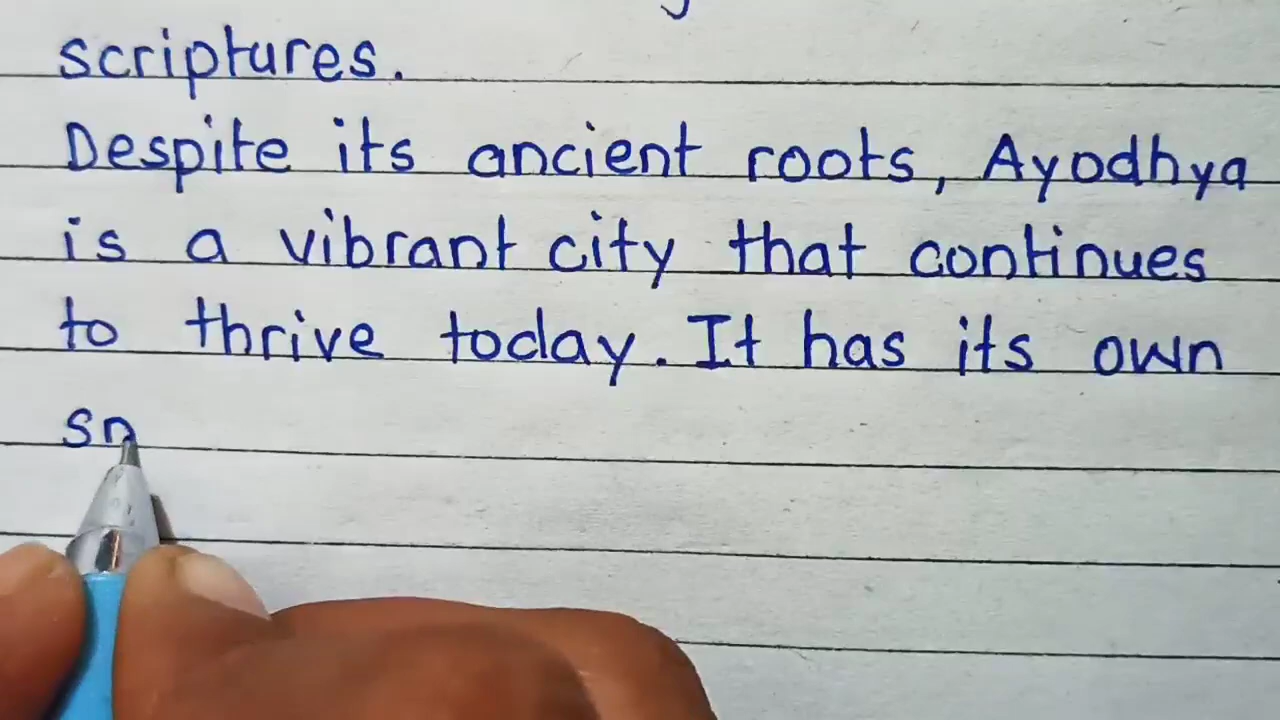 scriptures.
Despite its ancient roots, Ayodhya
is a vibrant city that continues
to thrive today. It has its own